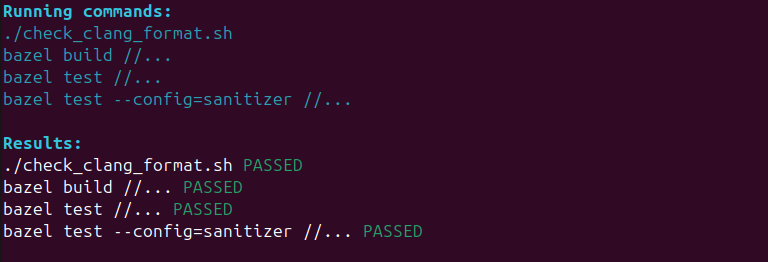 Running commands:
./check_clang_format.sh
bazel build //...
bazel test //...
bazel test --config=sanitizer //...
Results:
./check_clang_format.sh PASSED
bazel build //... PASSED
bazel test //... PASSED
bazel test --config=sanitizer //... PASSED